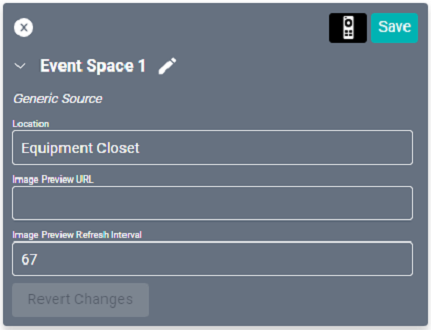 Save
Event Space 1
Generic Source
Location
Equipment Closet
Image Preview URL
Image Preview Refresh Interval
67
Revert Changes